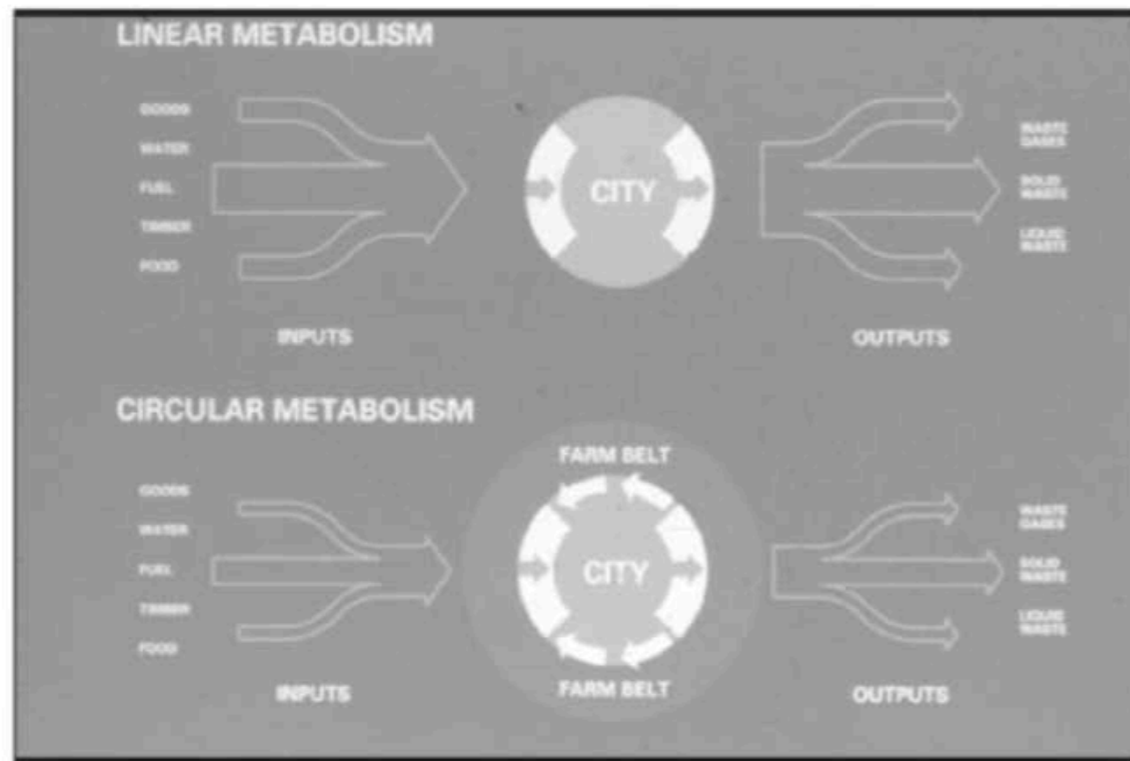 LINEAR METABOLISM
GOODS
WATER
FUEL
TIMBER
FOOD
INPUTS
CITY
WASTE
GASES
SOLID
WASTE
LIQUID
WASTE
OUTPUTS
CIRCULAR METABOLISM
GOODS
WATER
FUEL
TIMBER
FOOD
INPUTS
FARM BELT
CITY
FARM BELT
WASTE
GASES
SOLID
WASTE
LIQUID
WASTE
OUTPUTS